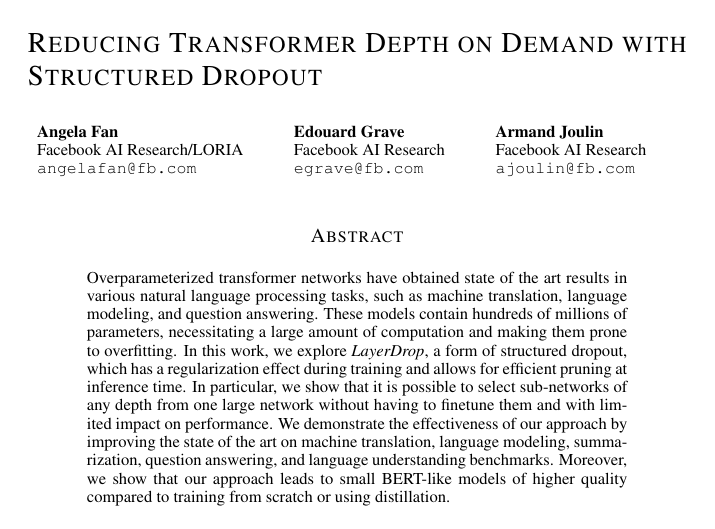 REDUCING TRANSFORMER DEPTH ON DEMAND WITH
STRUCTURED DROPOUT
Angela Fan Edouard Grave Armand Joulin
Facebook AI Research/LORIA Facebook AI Research Facebook AI Research
angelafan@fb.com egrave@fb.com ajoulin@fb.com
ABSTRACT
Overparameterized transformer networks have obtained state of the art results in
various natural language processing tasks, such as machine translation, language
modeling, and question answering. These models contain hundreds of millions of
parameters, necessitating a large amount of computation and making them prone
to overfitting. In this work, we explore LayerDrop, a form of structured dropout,
which has a regularization effect during training and allows for efficient pruning at
inference time. In particular, we show that it is possible to select sub-networks of
any depth from one large network without having to finetune them and with lim-
ited impact on performance. We demonstrate the effectiveness of our approach by
improving the state of the art on machine translation, language modeling, summa-
rization, question answering, and language understanding benchmarks. Moreover,
we show that our approach leads to small BERT-like models of higher quality
compared to training from scratch or using distillation.